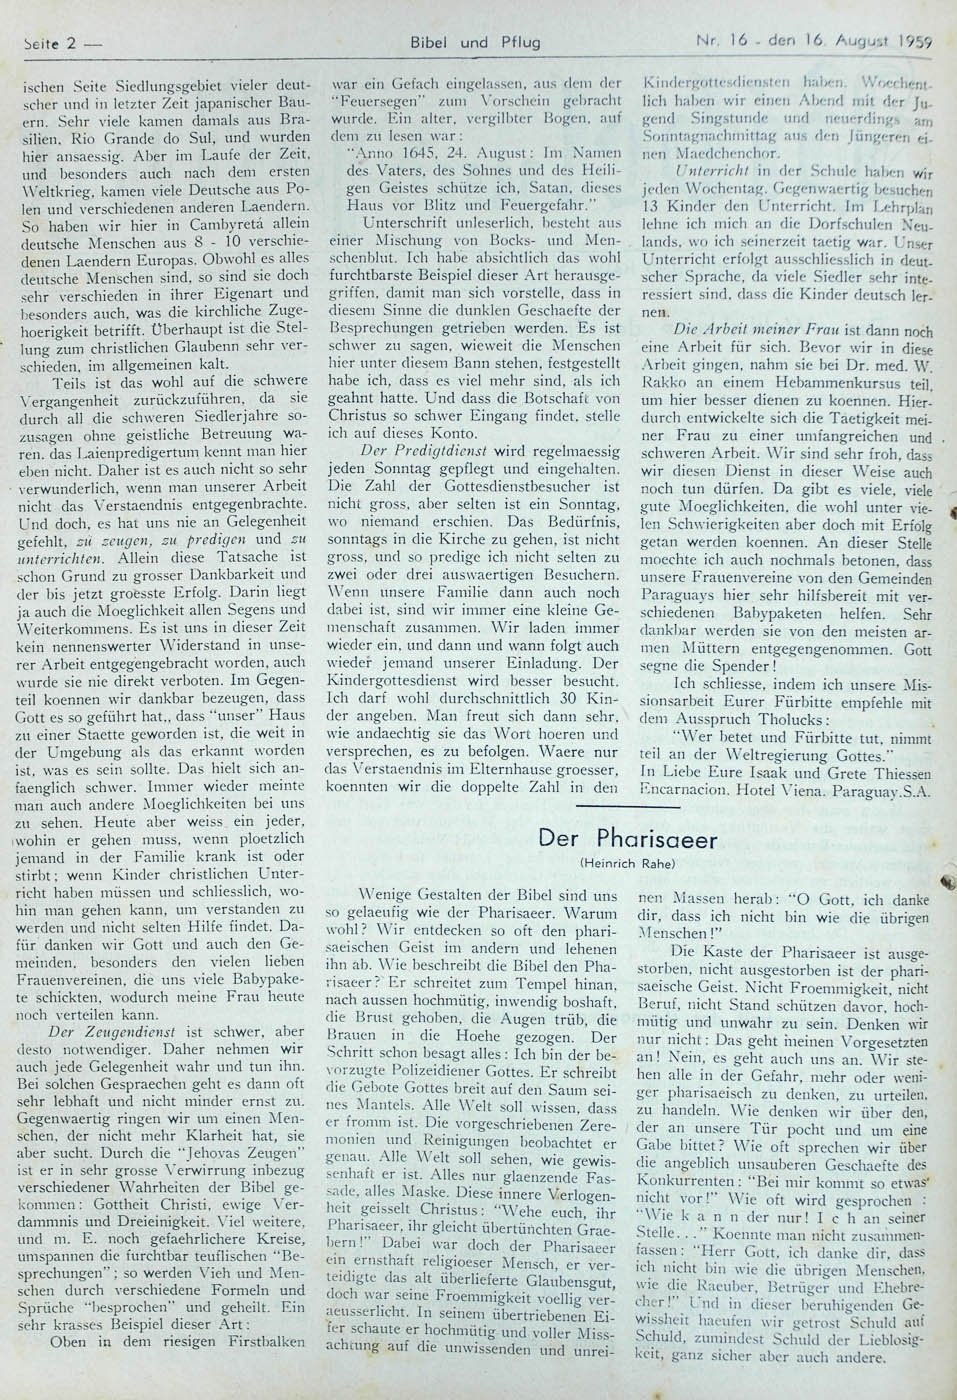 Seite 2 —
Bibel und Pflug
Nr. 16 - den 16. August 1959
ischen Seite Siedlungsgebiet vieler deut-
scher und in letzter Zeit japanischer Bau-
ern. Sehr viele kamen damals aus Bra-
silien, Rio Grande do Sul, und wurden
hier ansaessig. Aber im Laufe der Zeit,
und besonders auch nach dem ersten
Weltkrieg, kamen viele Deutsche aus Po-
len und verschiedenen anderen Laendern.
So haben wir hier in Cambyretá allein
deutsche Menschen aus 8 - 10 verschie-
denen Laendern Europas. Obwohl es alles
deutsche Menschen sind, so sind sie doch
sehr verschieden in ihrer Eigenart und
besonders auch, was die kirchliche Zuge-
hoerigkeit betrifft. Überhaupt ist die Stel-
lung zum christlichen Glaubenn sehr ver-
schieden, im allgemeinen kalt.
Teils ist das wohl auf die schwere
Vergangenheit zurückzuführen, da sie
durch all die schweren Siedlerjahre so-
zusagen ohne geistliche Betreuung wa-
ren. das Laienpredigertum kennt man hier
eben nicht. Daher ist es auch nicht so sehr
verwunderlich, wenn man unserer Arbeit
nicht das Verstaendnis entgegenbrachte.
Und doch, es hat uns nie an Gelegenheit
gefehlt, zu zeugen, zu predigen und zu
unterrichten. Allein diese Tatsache ist
schon Grund zu grosser Dankbarkeit und
der bis jetzt groesste Erfolg. Darin liegt
ja auch die Moeglichkeit allen Segens und
Weiterkommens. Es ist uns in dieser Zeit
kein nennenswerter Widerstand in unse-
rer Arbeit entgegengebracht worden, auch
wurde sie nie direkt verboten. Im Gegen-
teil koennen wir dankbar bezeugen, dass
Gott es so geführt hat,, dass "unser" Haus
zu einer Staette geworden ist, die weit in
der Umgebung als das erkannt worden
ist, was es sein sollte. Das hielt sich an-
faenglich schwer. Immer wieder meinte
man auch andere Moeglichkeiten bei uns
zu sehen. Heute aber weiss ein jeder,
wohin er gehen muss, wenn ploetzlich
jemand in der Familie krank ist oder
stirbt; wenn Kinder christlichen Unter-
richt haben müssen und schliesslich, wo-
hin man gehen kann, um verstanden zu
werden und nicht selten Hilfe findet. Da-
für danken wir Gott und auch den Ge-
meinden, besonders den vielen lieben
Frauenvereinen, die uns viele Babypake-
te schickten, wodurch meine Frau heute
noch verteilen kann.
Der Zeugendienst ist schwer, aber
desto notwendiger. Daher nehmen wir
auch jede Gelegenheit wahr und tun ihn.
Bei solchen Gespraechen geht es dann oft
sehr lebhaft und nicht minder ernst zu.
Gegenwaertig ringen wir um einen Men-
schen, der nicht mehr Klarheit hat, sie
aber sucht. Durch die "Jehovas Zeugen"
ist er in sehr grosse Verwirrung inbezug
verschiedener Wahrheiten der Bibel ge-
kommen: Gottheit Christi, ewige Ver-
dammnis und Dreieinigkeit. Viel weitere,
und m. E. noch gefaehrlichere Kreise,
umspannen die furchtbar teuflischen "Be-
sprechungen"; so werden Vieh und Men-
schen durch verschiedene Formeln und
Sprüche "besprochen" und geheilt. Ein
sehr krasses Beispiel dieser Art:
Oben in dem riesigen Firstbalken
war ein Gefach eingelassen, aus dem der
"Feuersegen" zum Vorschein gebracht
wurde. Ein alter, vergilbter Bogen, auf
dem zu lesen war:
"Anno 1645, 24. August: Im Namen
des Vaters, des Sohnes und des Heili-
gen Geistes schütze ich, Satan, dieses
Haus vor Blitz und Feuergefahr."
Unterschrift unleserlich, besteht aus
einer Mischung von Bocks- und Men-
schenblut. Ich habe absichtlich das wohl
furchtbarste Beispiel dieser Art herausge-
griffen, damit man sich vorstelle, dass in
diesem Sinne die dunklen Geschaefte der
Besprechungen getrieben werden. Es ist
schwer zu sagen, wieweit die Menschen
hier unter diesem Bann stehen, festgestellt
habe ich, dass es viel mehr sind, als ich
geahnt hatte. Und dass die Botschaft von
Christus so schwer Eingang findet, stelle
ich auf dieses Konto.
Der Predigtdienst wird regelmaessig
jeden Sonntag gepflegt und eingehalten.
Die Zahl der Gottesdienstbesucher ist
nicht gross, aber selten ist ein Sonntag,
wo niemand erschien. Das Bedürfnis,
sonntags in die Kirche zu gehen, ist nicht
gross, und so predige ich nicht selten zu
zwei oder drei auswaertigen Besuchern.
Wenn unsere Familie dann auch noch
dabei ist, sind wir immer eine kleine Ge-
menschaft zusammen. Wir laden immer
wieder ein, und dann und wann folgt auch
wieder jemand unserer Einladung. Der
Kindergottesdienst wird besser besucht.
Ich darf wohl durchschnittlich 30 Kin-
der angeben. Man freut sich dann sehr,
wie andaechtig sie das Wort hoeren und
versprechen, es zu befolgen. Waere nur
das Verstaendnis im Elternhause groesser,
koennten wir die doppelte Zahl in den
Kindergottesdiensten haben. Woechent-
lich haben wir einen Abend mit der Ju-
gend Singstunde und neuerdings am
Sonntagnachmittag aus den Jüngeren ei-
nen Maedchenchor.
Unterricht in der Schule haben wir
jeden Wochentag. Gegenwaertig besuchen
13 Kinder den Unterricht. Im Lehrplan
lehne ich mich an die Dorfschulen Neu-
lands, wo ich seinerzeit taetig war. Unser
Unterricht erfolgt ausschliesslich in deut-
scher Sprache, da viele Siedler sehr inte-
ressiert sind, dass die Kinder deutsch ler-
nen.
Die Arbeit meiner Frau ist dann noch
eine Arbeit für sich. Bevor wir in diese
Arbeit gingen, nahm sie bei Dr. med. W.
Rakko an einem Hebammenkursus teil,
um hier besser dienen zu koennen. Hier-
durch entwickelte sich die Taetigkeit mei-
ner Frau zu einer umfangreichen und
schweren Arbeit. Wir sind sehr froh, dass
wir diesen Dienst in dieser Weise auch
noch tun dürfen. Da gibt es viele, viele
gute Moeglichkeiten, die wohl unter vie-
len Schwierigkeiten aber doch mit Erfolg
getan werden koennen. An dieser Stelle
moechte ich auch nochmals betonen, dass
unsere Frauenvereine von den Gemeinden
Paraguays hier sehr hilfsbereit mit ver-
schiedenen Babypaketen helfen. Sehr
dankbar werden sie von den meisten ar-
men Müttern entgegengenommen. Gott
segne die Spender!
Ich schliesse, indem ich unsere Mis-
sionsarbeit Eurer Fürbitte empfehle mit
dem Ausspruch Tholucks:
"Wer betet und Fürbitte tut, nimmt
teil an der Weltregierung Gottes."
In Liebe Eure Isaak und Grete Thiessen
Encarnacion. Hotel Viena. Paraguay.S.A.
Der Pharisaeer
(Heinrich Rahe)
Wenige Gestalten der Bibel sind uns
so gelaeufig wie der Pharisaeer. Warum
wohl? Wir entdecken so oft den phari-
saeischen Geist im andern und lehenen
ihn ab. Wie beschreibt die Bibel den Pha-
risaeer? Er schreitet zum Tempel hinan,
nach aussen hochmütig, inwendig boshaft,
die Brust gehoben, die Augen trüb, die
Brauen in die Hoehe gezogen. Der
Schritt schon besagt alles: Ich bin der be-
vorzugte Polizeidiener Gottes. Er schreibt
die Gebote Gottes breit auf den Saum sei-
nes Mantels. Alle Welt soll wissen, dass
er fromm ist. Die vorgeschriebenen Zere-
monien und Reinigungen beobachtet er
genau. Alle Welt soll sehen, wie gewis-
senhaft er ist. Alles nur glaenzende Fas-
sade, alles Maske. Diese innere Verlogen-
heit geisselt Christus: "Wehe euch, ihr
Pharisaeer, ihr gleicht übertünchten Grae-
bern!" Dabei war doch der Pharisaeer
ein ernsthaft religioeser Mensch, er ver-
teidigte das alt überlieferte Glaubensgut,
doch war seine Froemmigkeit voellig ver-
aeusserlicht. In seinem übertriebenen Ei-
fer schaute er hochmütig und voller Miss-
achtung auf die unwissenden und unrei-
nen Massen herab: "O Gott, ich danke
dir, dass ich nicht bin wie die übrigen
Menschen!"
Die Kaste der Pharisaeer ist ausge-
storben, nicht ausgestorben ist der phari-
saeische Geist. Nicht Froemmigkeit, nicht
Beruf, nicht Stand schützen davor, hoch-
mütig und unwahr zu sein. Denken wir
nur nicht: Das geht meinen Vorgesetzten
an! Nein, es geht auch uns an. Wir ste-
hen alle in der Gefahr, mehr oder weni-
ger pharisaeisch zu denken, zu urteilen,
zu handeln. Wie denken wir über den,
der an unsere Tür pocht und um eine
Gabe bittet? Wie oft sprechen wir über
die angeblich unsauberen Geschaefte des
Konkurrenten: "Bei mir kommt so etwas
nicht vor!" Wie oft wird gesprochen :
"Wie k a n n der nur! I c h an seiner
Stelle..." Koennte man nicht zusammen-
fassen: "Herr Gott, ich danke dir, dass
ich nicht bin wie die übrigen Menschen,
wie die Raeuber, Betrüger und Ehebre-
cher!" Und in dieser beruhigenden Ge-
wissheit haeufen wir getrost Schuld auf
Schuld, zumindest Schuld der Lieblosig-
keit, ganz sicher aber auch andere.